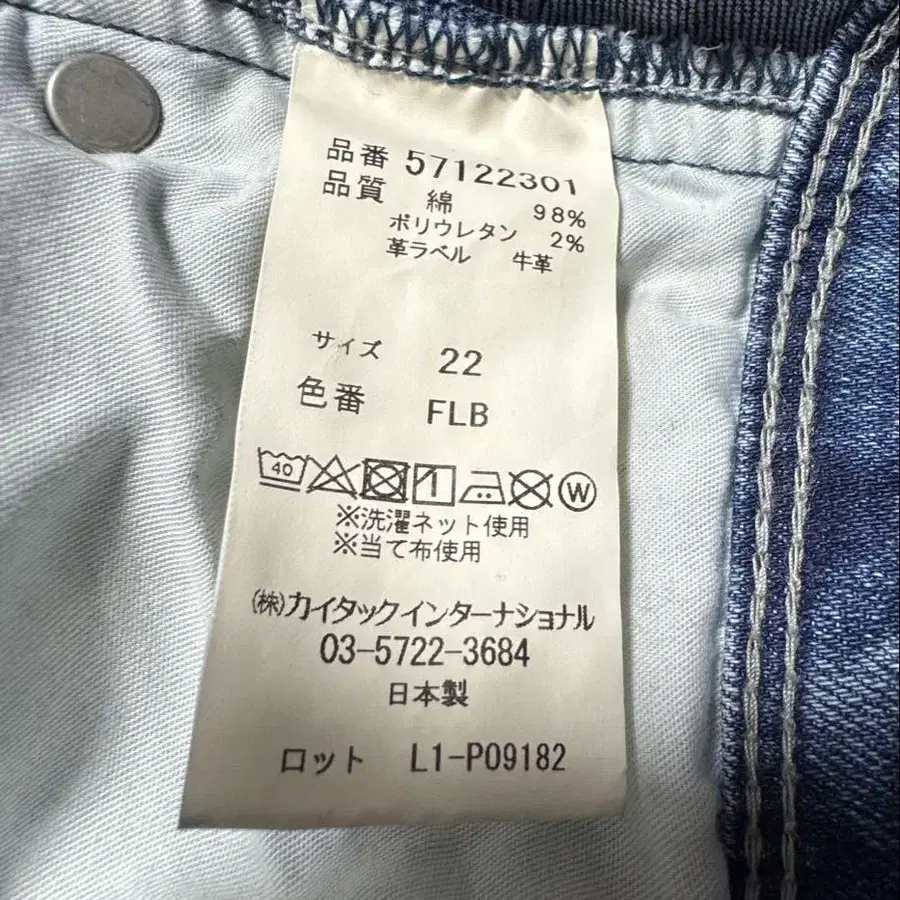 品番 57122301
品質 綿 98%
ポリウレタン 2%
革ラベル 牛革
サイズ 22
色番 FLB
40 W
※洗濯ネット使用
※当て布使用
㈱カイタックインターナショナル
03-5722-3684
日本製
ロット L1-P09182